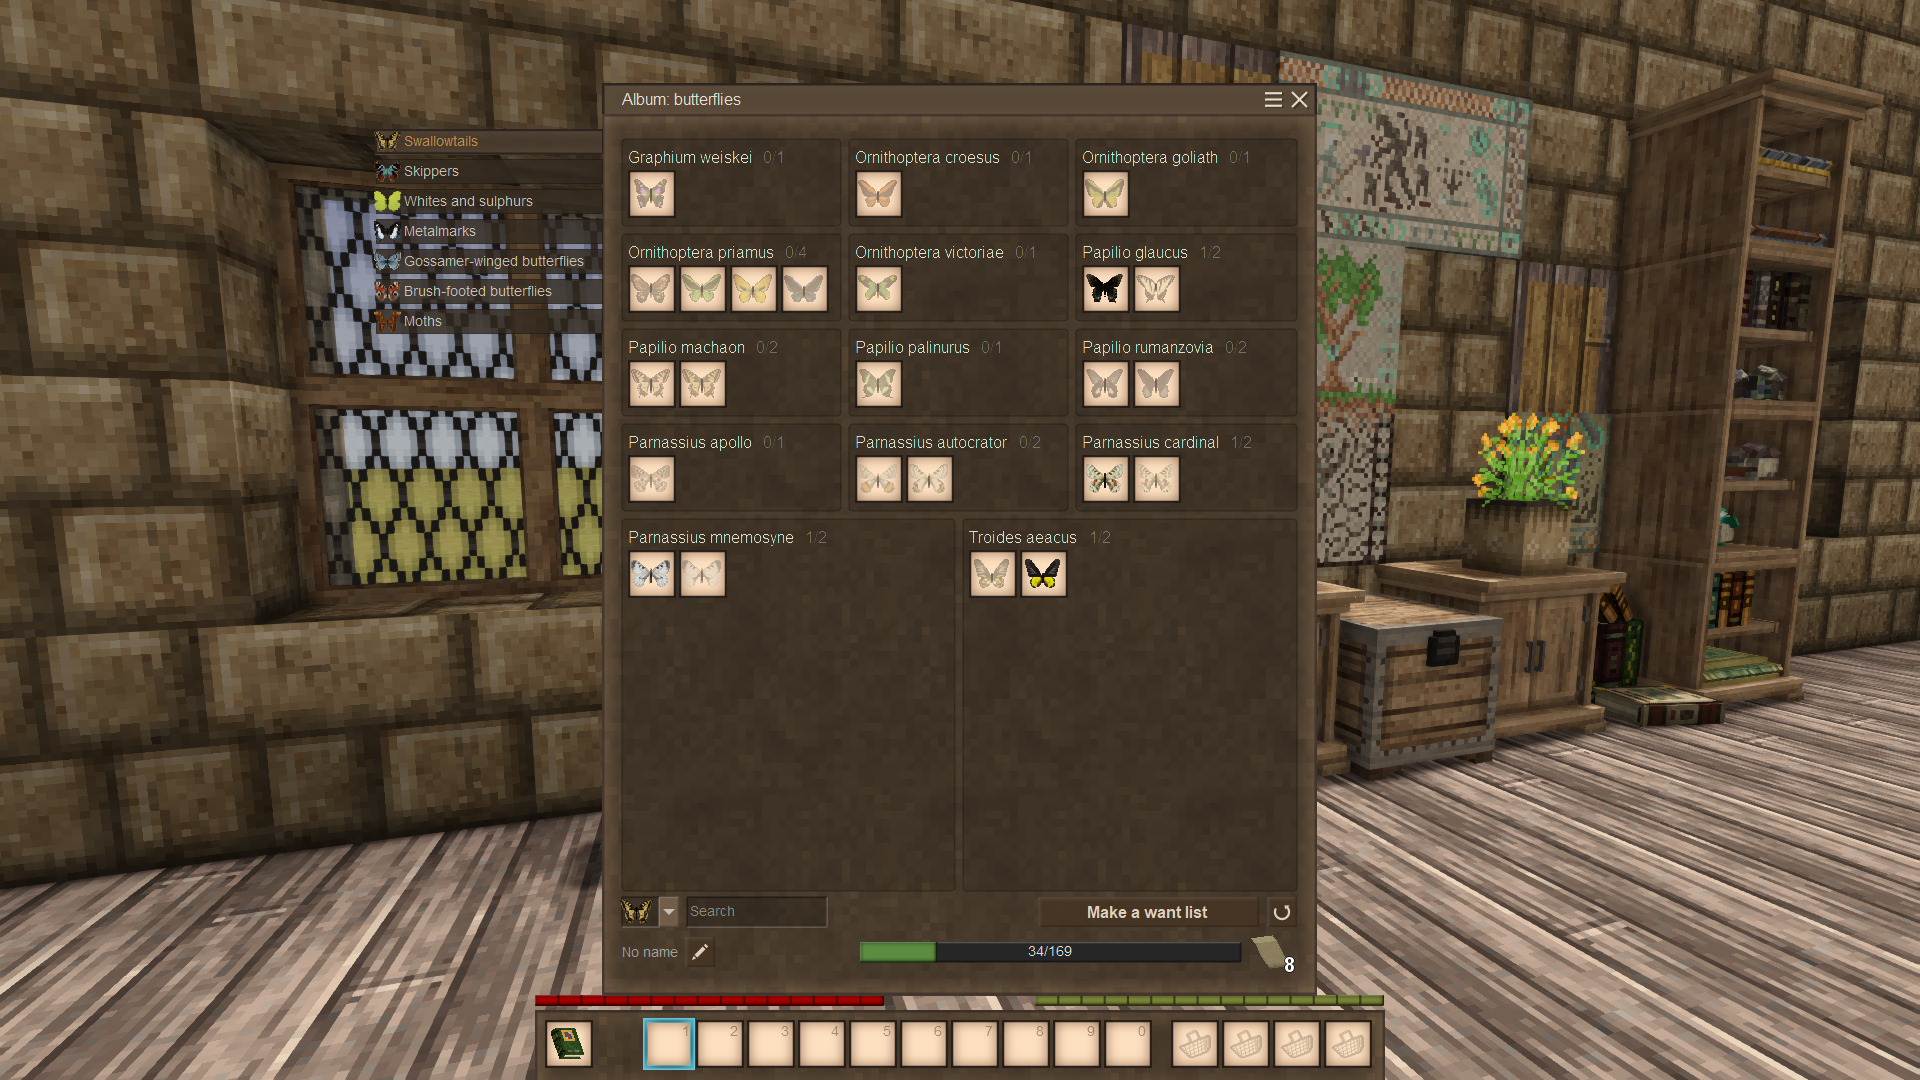 Album: butterflies
Swallowtails
Skippers
Whites and sulphurs
Metalmarks
Gossamer-winged butterflies
Brush-footed butterflies
Moths
Graphium weiskei 0/1
Ornithoptera croesus 0/1
Ornithoptera goliath 0/1
Ornithoptera priamus 0/4
Ornithoptera victoriae 0/1
Papilio glaucus 1/2
Papilio machaon 0/2
Papilio palinurus 0/1
Papilio rumanzovia 0/2
Parnassius apollo 0/1
Parnassius autocrator 0/2
Parnassius cardinal 1/2
Parnassius mnemosyne 1/2
Troides aeacus 1/2
Search
Make a want list
No name
34/169
8
1 2 3 4 5 6 7 8 9 0